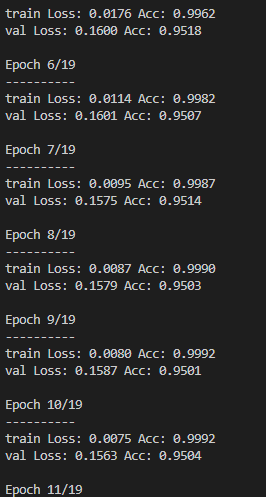 train Loss: 0.0176 Acc: 0.9962
val Loss: 0.1600 Acc: 0.9518
Epoch 6/19
----------
train Loss: 0.0114 Acc: 0.9982
val Loss: 0.1601 Acc: 0.9507
Epoch 7/19
----------
train Loss: 0.0095 Acc: 0.9987
val Loss: 0.1575 Acc: 0.9514
Epoch 8/19
----------
train Loss: 0.0087 Acc: 0.9990
val Loss: 0.1579 Acc: 0.9503
Epoch 9/19
----------
train Loss: 0.0080 Acc: 0.9992
val Loss: 0.1587 Acc: 0.9501
Epoch 10/19
----------
train Loss: 0.0075 Acc: 0.9992
val Loss: 0.1563 Acc: 0.9504
Epoch 11/19